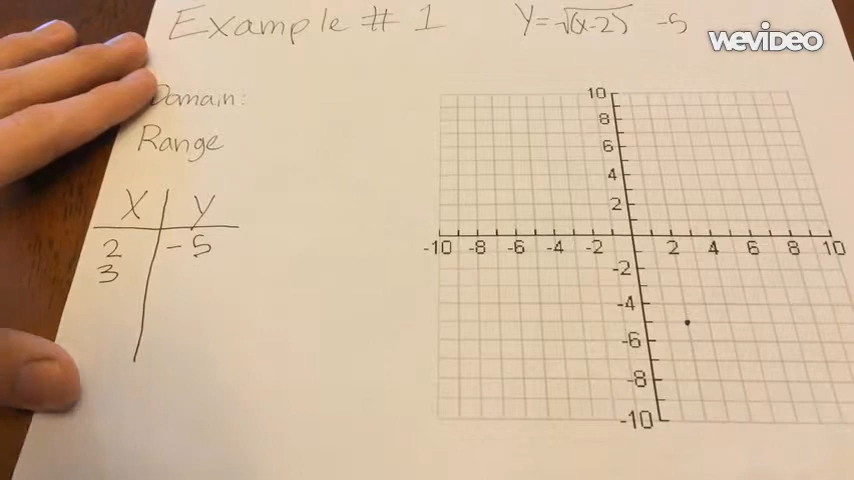 Example # 1 Y=√(x-2) -5
wevideo
Domain:
Range
X Y
2 -5
3
10
8
6
4
2
-10 -8 -6 -4 -2 2 4 6 8 10
-2
-4
-6
-8
-10